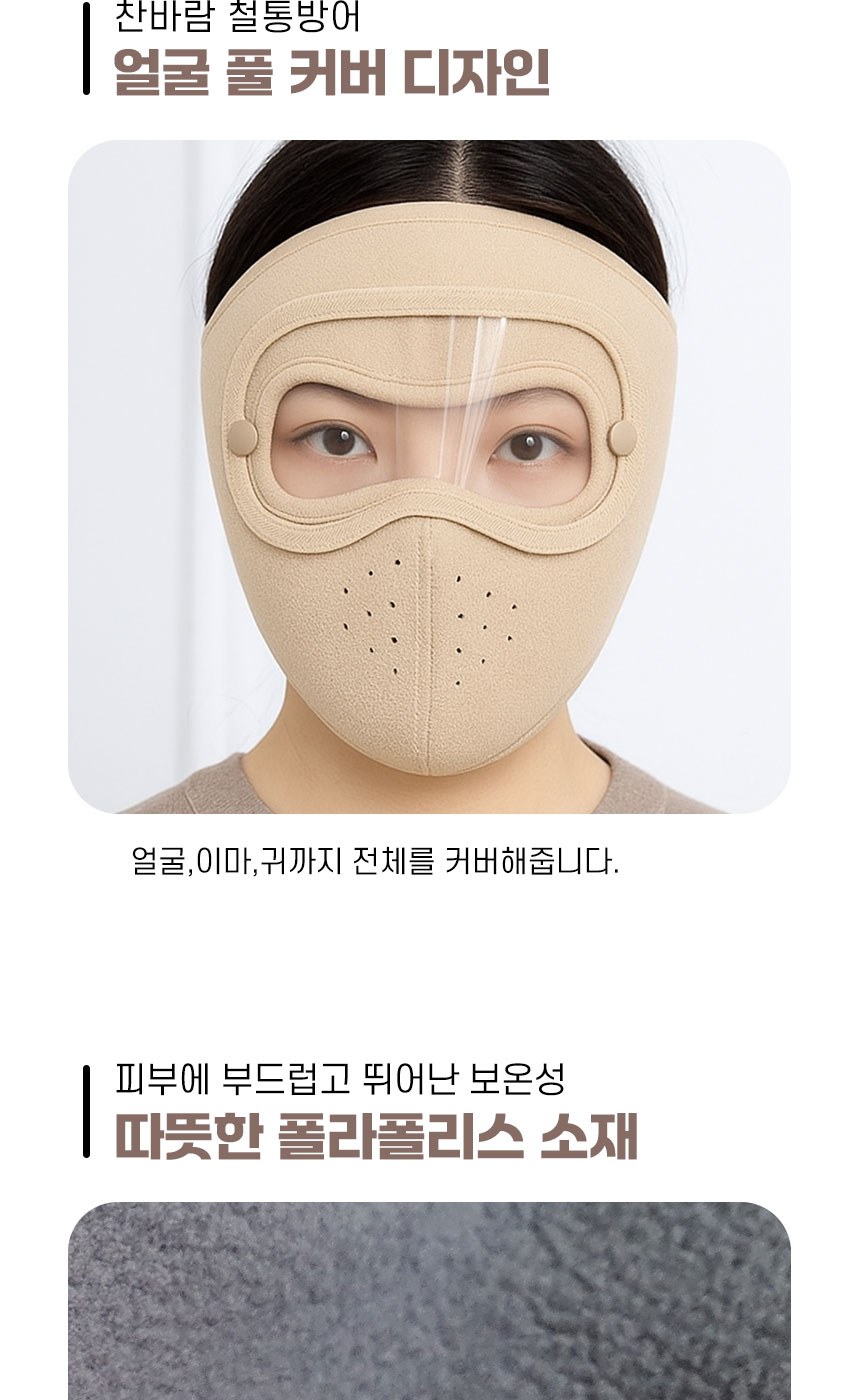 찬바람 철통방어
얼굴 풀 커버 디자인
얼굴,이마,귀까지 전체를 커버해줍니다.
피부에 부드럽고 뛰어난 보온성
따뜻한 폴라폴리스 소재